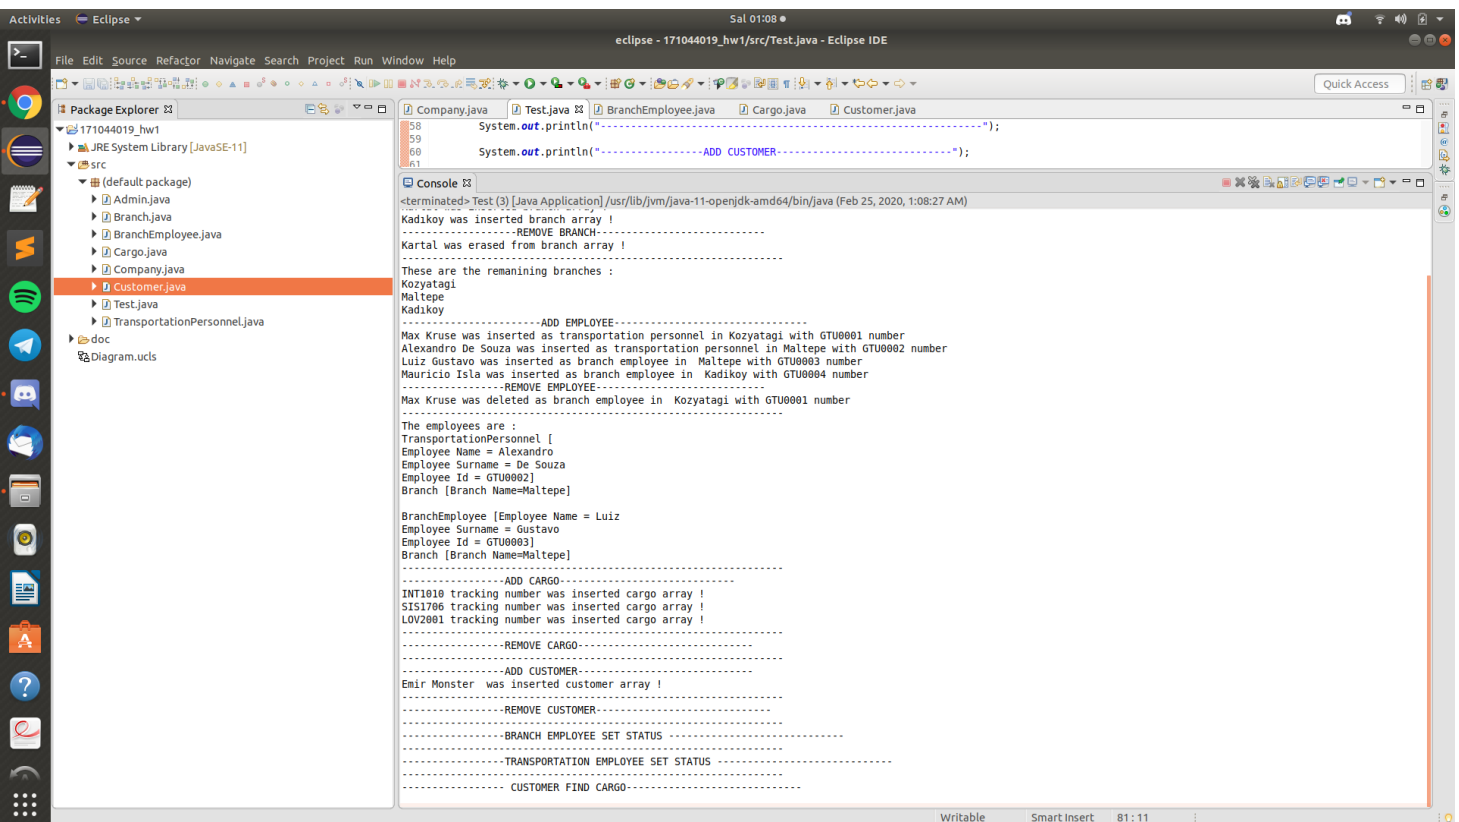 Activities Eclipse Sal 01:08
eclipse - 171044019_hw1/src/Test.java - Eclipse IDE
File Edit Source Refactor Navigate Search Project Run Window Help
Quick Access
Package Explorer
171044019_hw1
JRE System Library [JavaSE-11]
src
(default package)
Admin.java
Branch.java
BranchEmployee.java
Cargo.java
Company.java
Customer.java
Test.java
TransportationPersonnel.java
doc
Diagram.ucls
Company.java Test.java BranchEmployee.java Cargo.java Customer.java
58 System.out.println("---------------------------------------------------------------");
59
60 System.out.println("-----------------ADD CUSTOMER-----------------------------");
61
Console
<terminated> Test (3) [Java Application] /usr/lib/jvm/java-11-openjdk-amd64/bin/java (Feb 25, 2020, 1:08:27 AM)
Kadıkoy was inserted branch array !
-------------------REMOVE BRANCH----------------------------
Kartal was erased from branch array !
---------------------------------------------------------------
These are the remanining branches :
Kozyatagi
Maltepe
Kadıkoy
-----------------------ADD EMPLOYEE--------------------------------
Max Kruse was inserted as transportation personnel in Kozyatagi with GTU0001 number
Alexandro De Souza was inserted as transportation personnel in Maltepe with GTU0002 number
Luiz Gustavo was inserted as branch employee in  Maltepe with GTU0003 number
Mauricio Isla was inserted as branch employee in  Kadikoy with GTU0004 number
-----------------REMOVE EMPLOYEE----------------------------
Max Kruse was deleted as branch employee in  Kozyatagi with GTU0001 number
---------------------------------------------------------------
The employees are :
TransportationPersonnel [
Employee Name = Alexandro
Employee Surname = De Souza
Employee Id = GTU0002]
Branch [Branch Name=Maltepe]
BranchEmployee [Employee Name = Luiz
Employee Surname = Gustavo
Employee Id = GTU0003]
Branch [Branch Name=Maltepe]
---------------------------------------------------------------
-----------------ADD CARGO-----------------------------
INT1010 tracking number was inserted cargo array !
SIS1706 tracking number was inserted cargo array !
LOV2001 tracking number was inserted cargo array !
---------------------------------------------------------------
-----------------REMOVE CARGO-----------------------------
---------------------------------------------------------------
-----------------ADD CUSTOMER-----------------------------
Emir Monster  was inserted customer array !
---------------------------------------------------------------
-----------------REMOVE CUSTOMER-----------------------------
---------------------------------------------------------------
-----------------BRANCH EMPLOYEE SET STATUS -----------------------------
---------------------------------------------------------------
-----------------TRANSPORTATION EMPLOYEE SET STATUS -----------------------------
---------------------------------------------------------------
----------------- CUSTOMER FIND CARGO-----------------------------
Writable Smart Insert 81 : 11